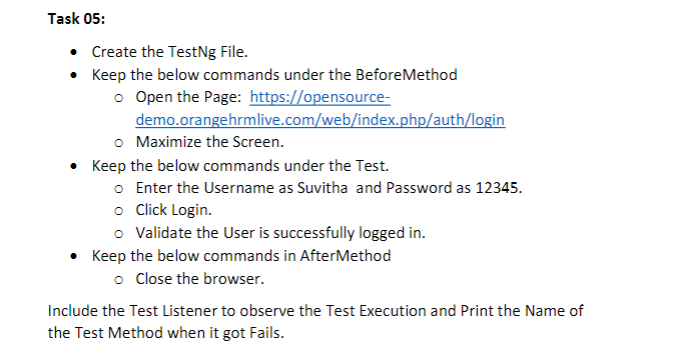 Task 05:
• Create the TestNg File.
• Keep the below commands under the BeforeMethod
o Open the Page: https://opensource-
demo.orangehrmlive.com/web/index.php/auth/login
o Maximize the Screen.
• Keep the below commands under the Test.
o Enter the Username as Suvitha and Password as 12345.
o Click Login.
o Validate the User is successfully logged in.
• Keep the below commands in AfterMethod
o Close the browser.
Include the Test Listener to observe the Test Execution and Print the Name of
the Test Method when it got Fails.